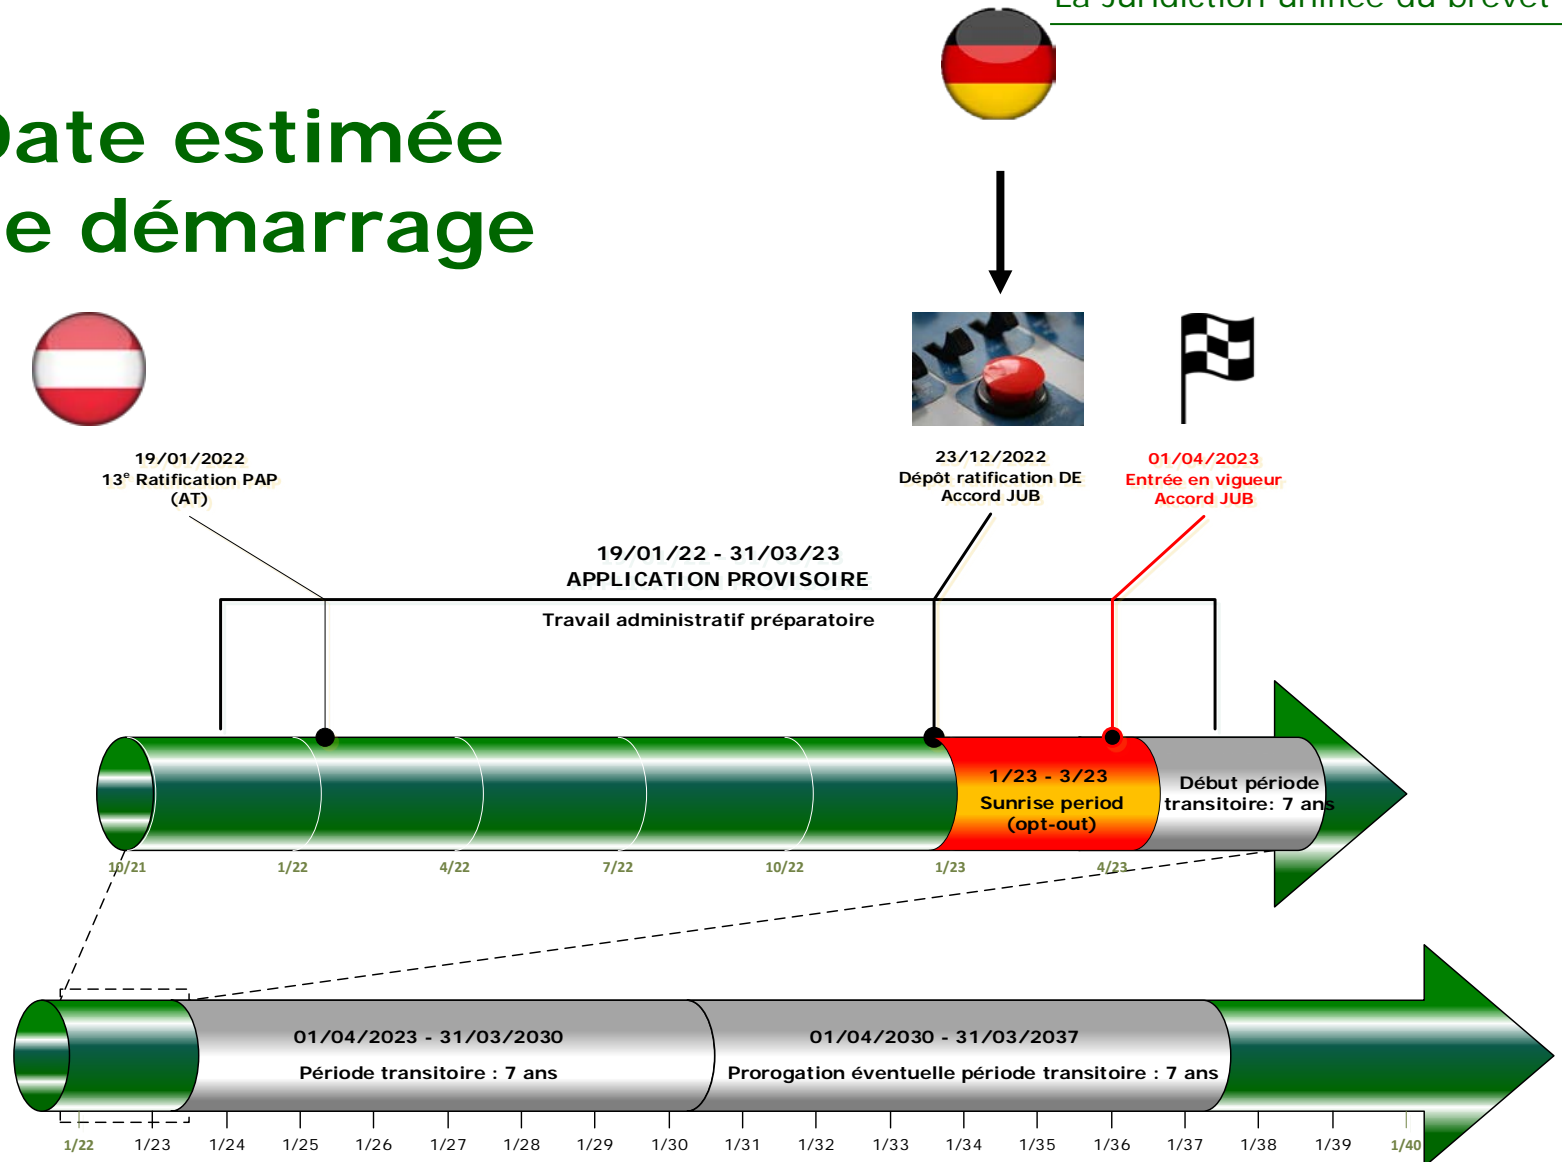 La Juridiction unifiée du brevet
Date estimée
de démarrage
19/01/2022
13e Ratification PAP
(AT)
23/12/2022
Dépôt ratification DE
Accord JUB
01/04/2023
Entrée en vigueur
Accord JUB
19/01/22 - 31/03/23
APPLICATION PROVISOIRE
Travail administratif préparatoire
1/23 - 3/23
Sunrise period
(opt-out)
Début période
transitoire: 7 ans
10/21 1/22 4/22 7/22 10/22 1/23 4/23
01/04/2023 - 31/03/2030
Période transitoire : 7 ans
01/04/2030 - 31/03/2037
Prorogation éventuelle période transitoire : 7 ans
1/22 1/23 1/24 1/25 1/26 1/27 1/28 1/29 1/30 1/31 1/32 1/33 1/34 1/35 1/36 1/37 1/38 1/39 1/40